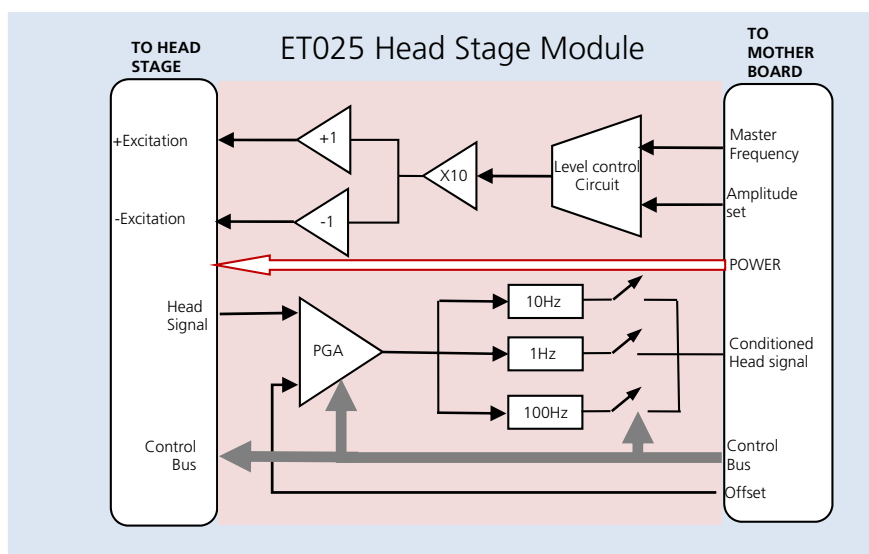 ET025 Head Stage Module
TO HEAD
STAGE
TO
MOTHER
BOARD
+Excitation
+1
X10
Level control
Circuit
Master
Frequency
-Excitation
-1
Amplitude
set
POWER
Head
Signal
PGA
10Hz
1Hz
100Hz
Conditioned
Head signal
Control
Bus
Control
Bus
Offset